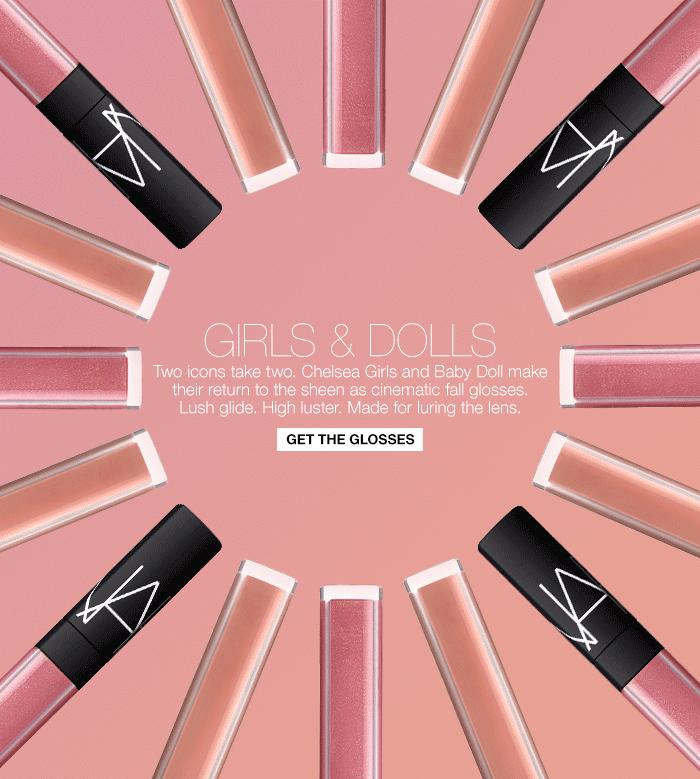 GIRLS & DOLLS
Two icons take two. Chelsea Girls and Baby Doll make
their return to the sheen as cinematic fall glosses.
Lush glide. High luster. Made for luring the lens.
GET THE GLOSSES